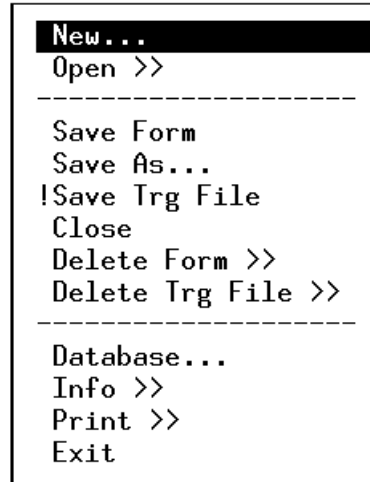 New...
Open >>
--------------------
Save Form
Save As...
!Save Trg File
Close
Delete Form >>
Delete Trg File >>
--------------------
Database...
Info >>
Print >>
Exit